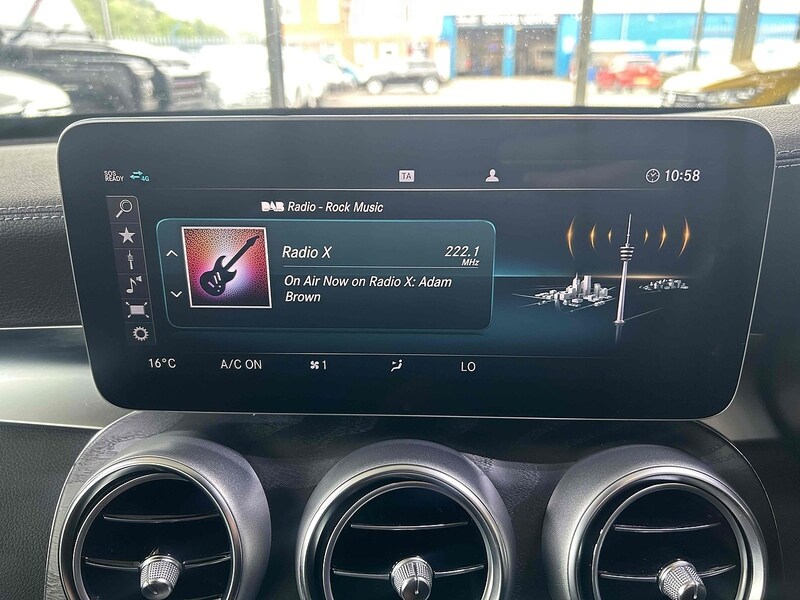 SOS
READY 4G
TA
10:58
DAB Radio - Rock Music
Radio X 222.1
MHz
On Air Now on Radio X: Adam
Brown
16°C A/C ON 1 LO